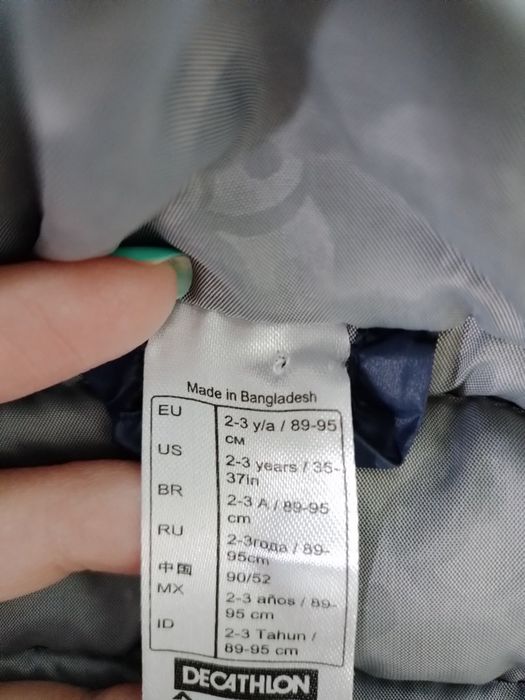 Made in Bangladesh
EU 2-3 y/a / 89-95
CM
US 2-3 years / 35-
37in
BR 2-3 A / 89-95
cm
RU 2-3года / 89-
95cm
中国 90/52
MX 2-3 años / 89-
95 cm
ID 2-3 Tahun /
89-95 cm
DECATHLON